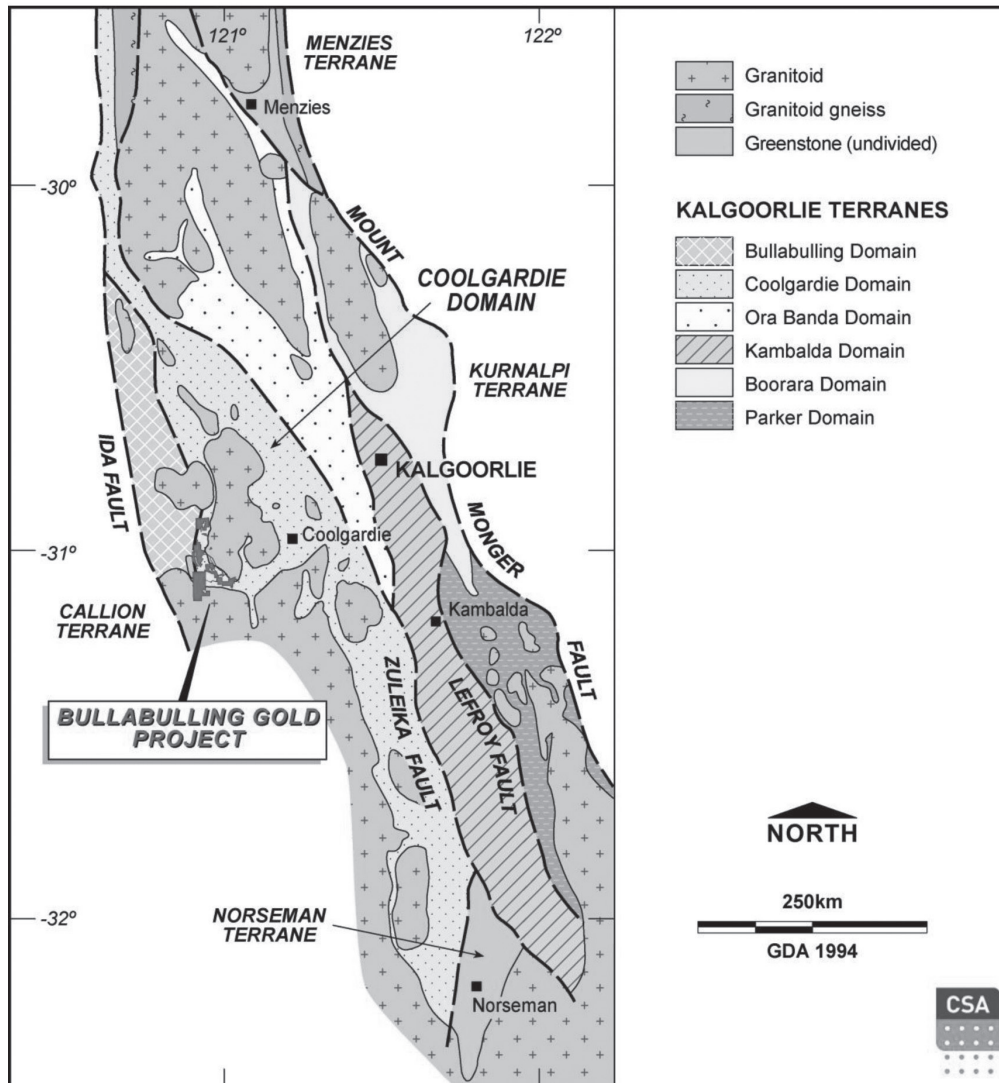 121º
122º
MENZIES
TERRANE
Menzies
-30º
MOUNT
COOLGARDIE
DOMAIN
KURNALPI
TERRANE
IDA FAULT
KALGOORLIE
Coolgardie
-31º
MONGER
CALLION
TERRANE
Kambalda
FAULT
ZULEIKA FAULT
LEFROY FAULT
BULLABULLING GOLD
PROJECT
-32º
NORSEMAN
TERRANE
Norseman
Granitoid
Granitoid gneiss
Greenstone (undivided)
KALGOORLIE TERRANES
Bullabulling Domain
Coolgardie Domain
Ora Banda Domain
Kambalda Domain
Boorara Domain
Parker Domain
NORTH
250km
GDA 1994
CSA